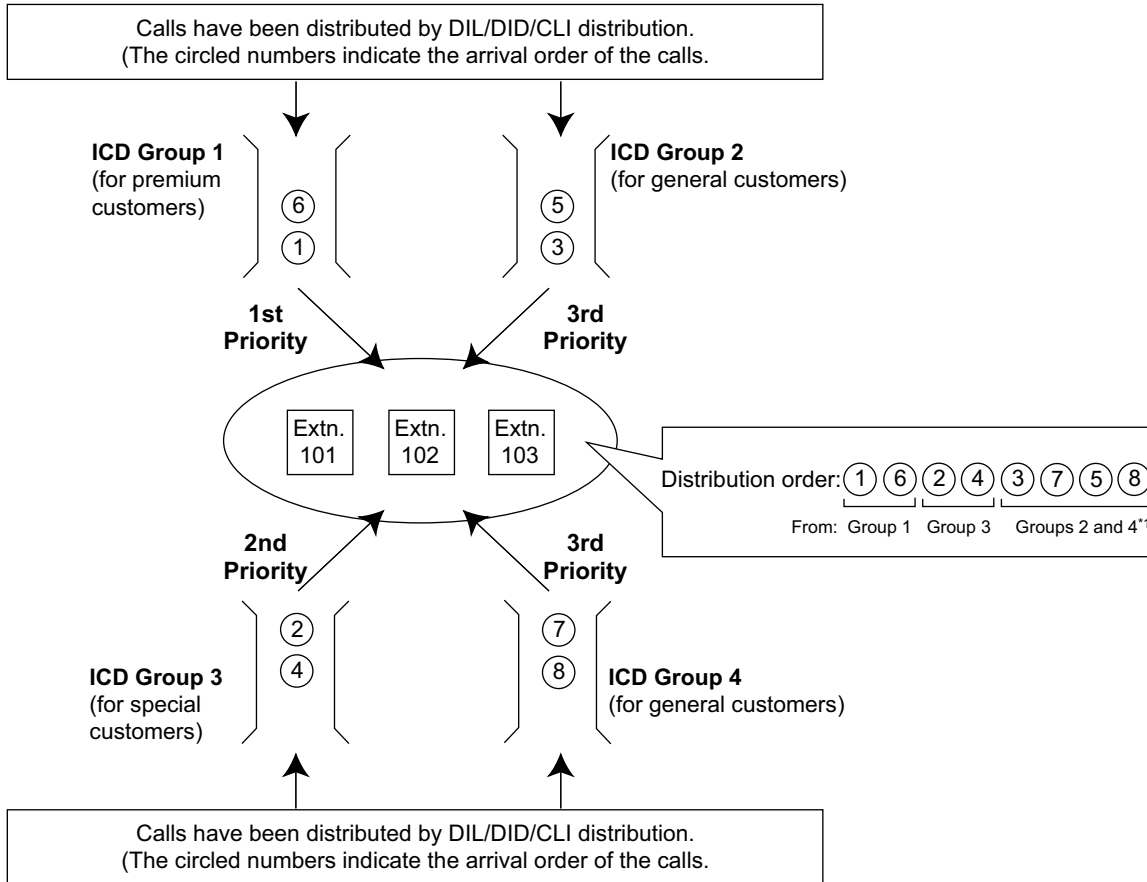 Calls have been distributed by DIL/DID/CLI distribution.
(The circled numbers indicate the arrival order of the calls.
ICD Group 1
(for premium
customers)
6
1
5
3
ICD Group 2
(for general customers)
1st
Priority
3rd
Priority
Extn.
101
Extn.
102
Extn.
103
Distribution order: 1 6 2 4 3 7 5 8
From: Group 1 Group 3 Groups 2 and 4*1
2nd
Priority
3rd
Priority
ICD Group 3
(for special
customers)
2
4
7
8
ICD Group 4
(for general customers)
Calls have been distributed by DIL/DID/CLI distribution.
(The circled numbers indicate the arrival order of the calls.